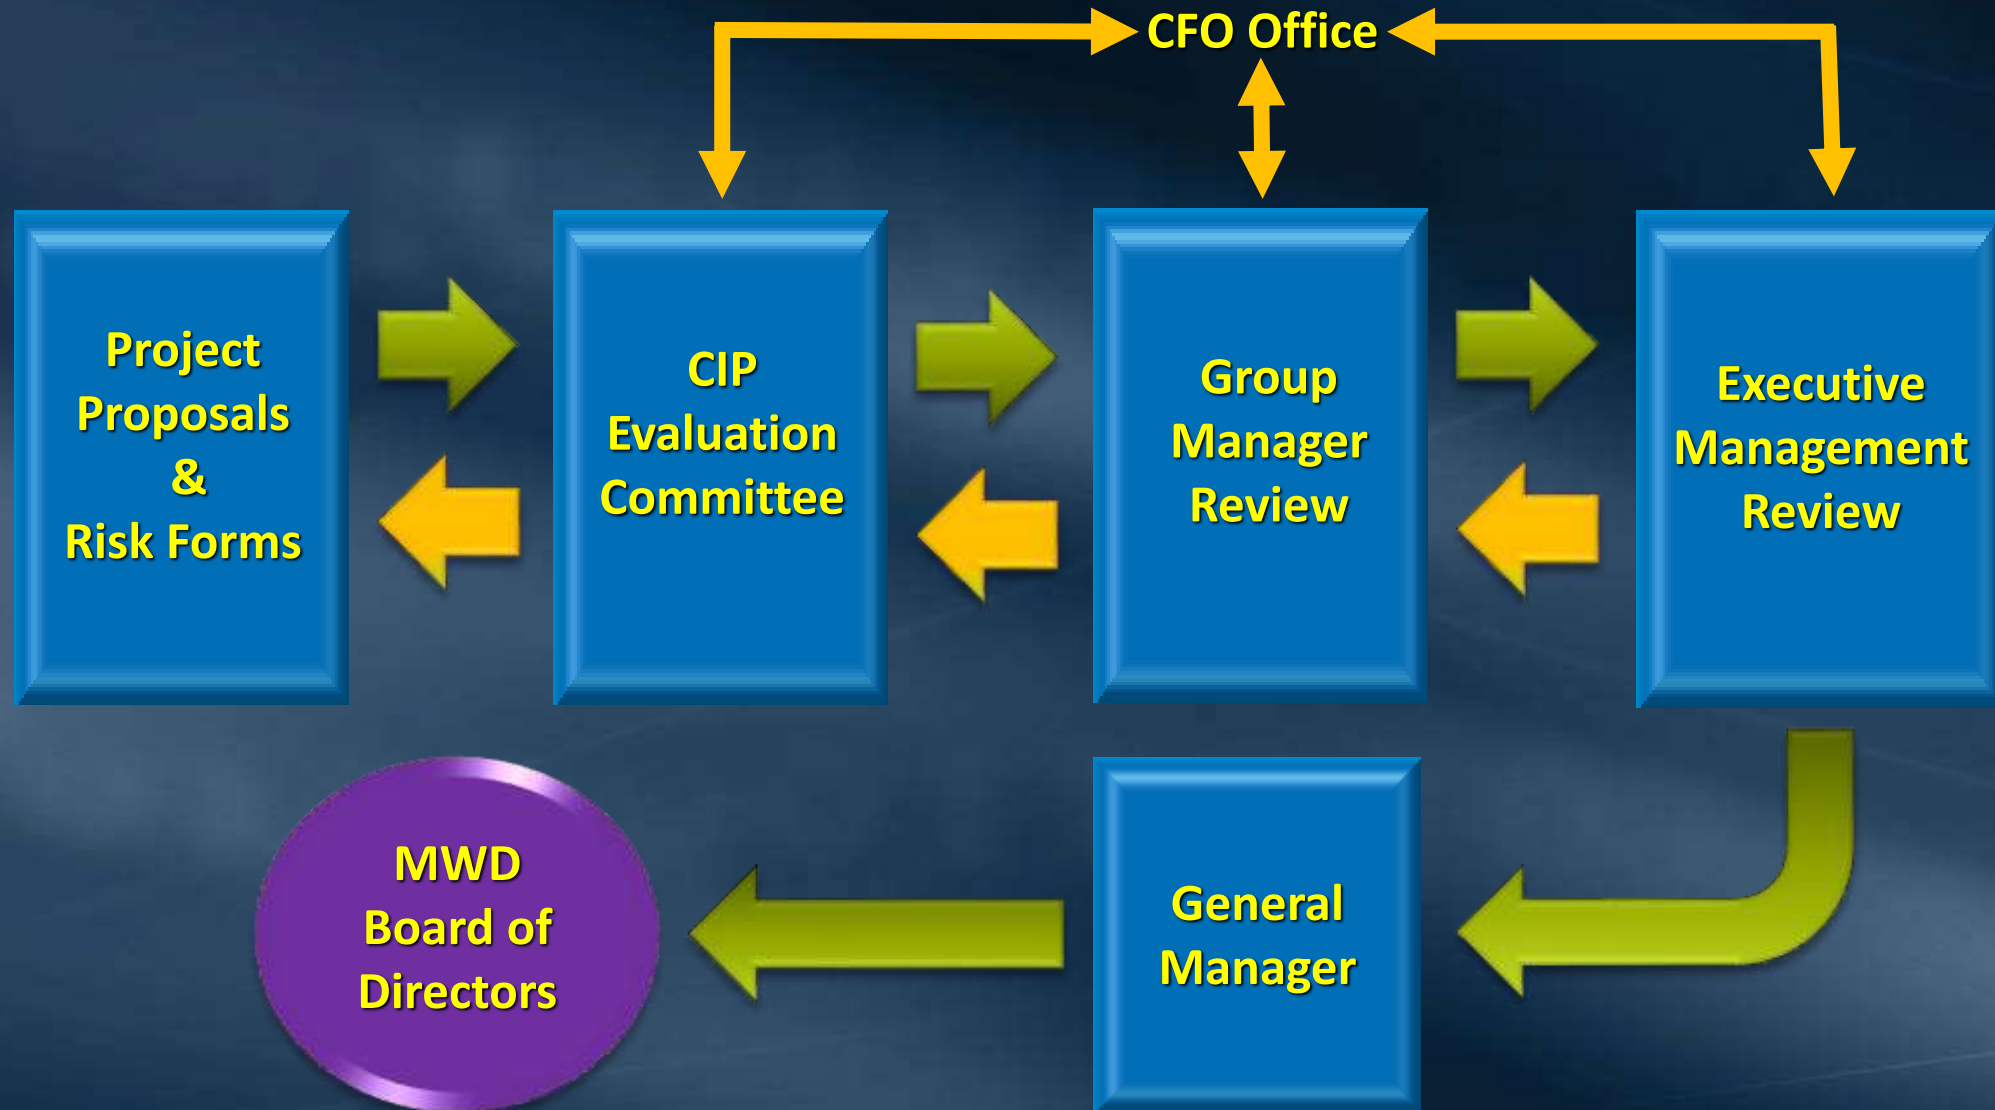 CFO Office
Project
Proposals
&
Risk Forms
CIP
Evaluation
Committee
Group
Manager
Review
Executive
Management
Review
MWD
Board of
Directors
General
Manager